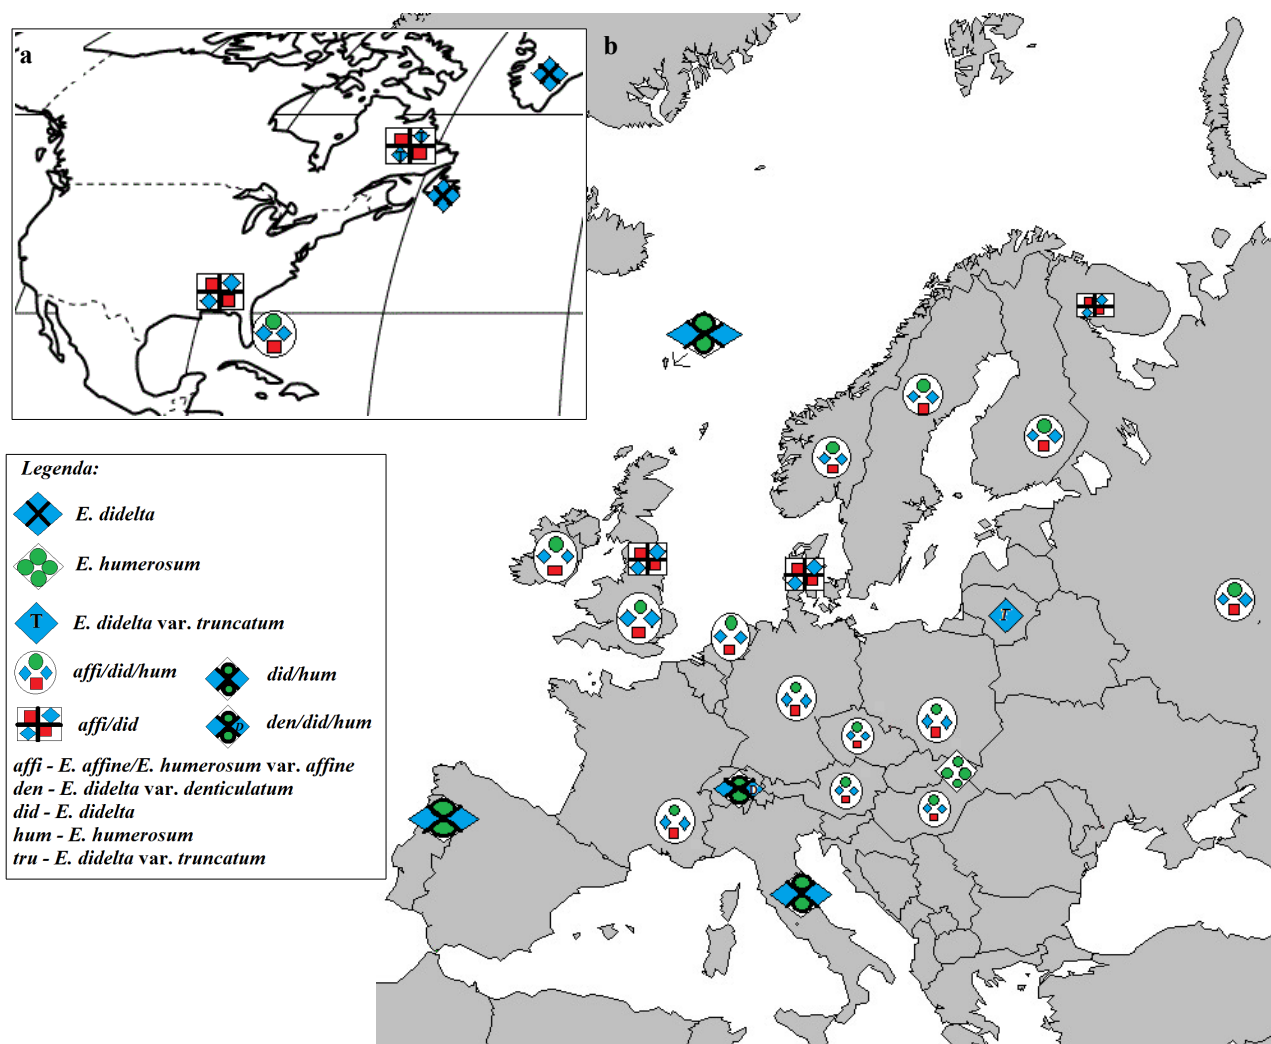 a
b
T
T
T
D
Legenda:
E. didelta
E. humerosum
T
E. didelta var. truncatum
affi/did/hum
did/hum
affi/did
D
den/did/hum
affi - E. affine/E. humerosum var. affine
den - E. didelta var. denticulatum
did - E. didelta
hum - E. humerosum
tru - E. didelta var. truncatum